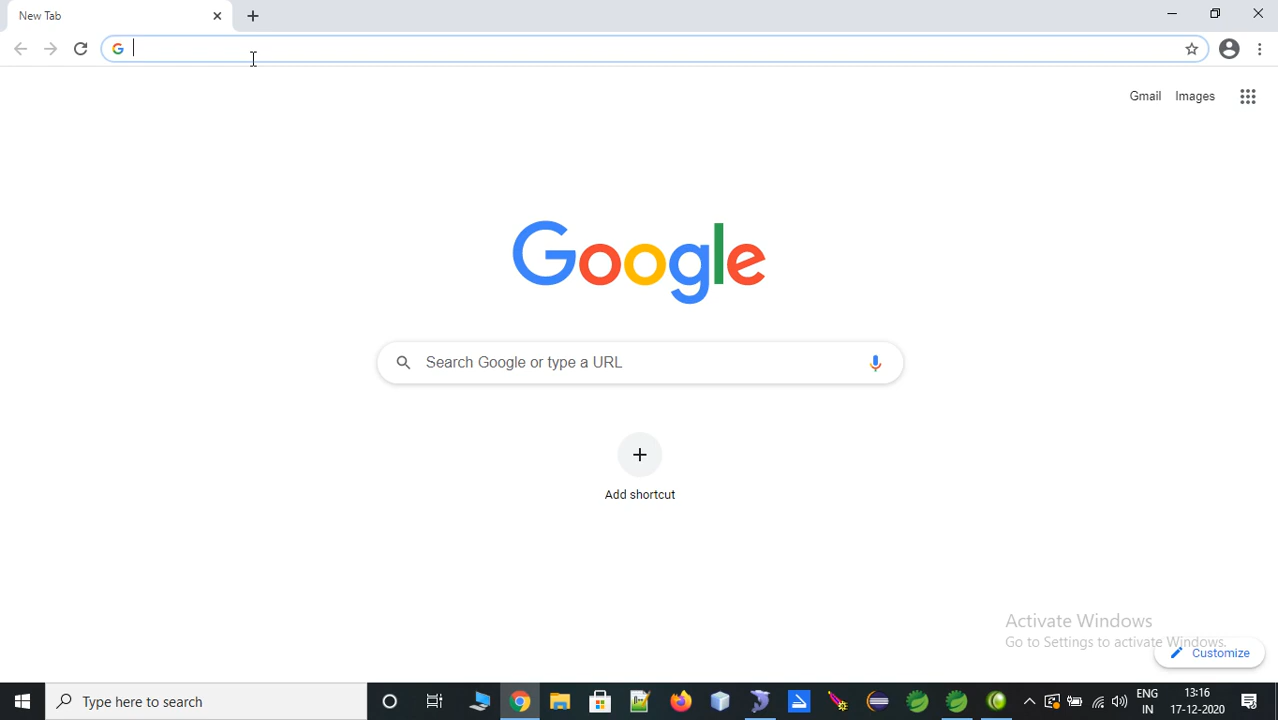 New Tab
Gmail Images
Google
Search Google or type a URL
Add shortcut
Activate Windows
Go to Settings to activate Windows.
Customize
Type here to search
ENG
IN
13:16
17-12-2020